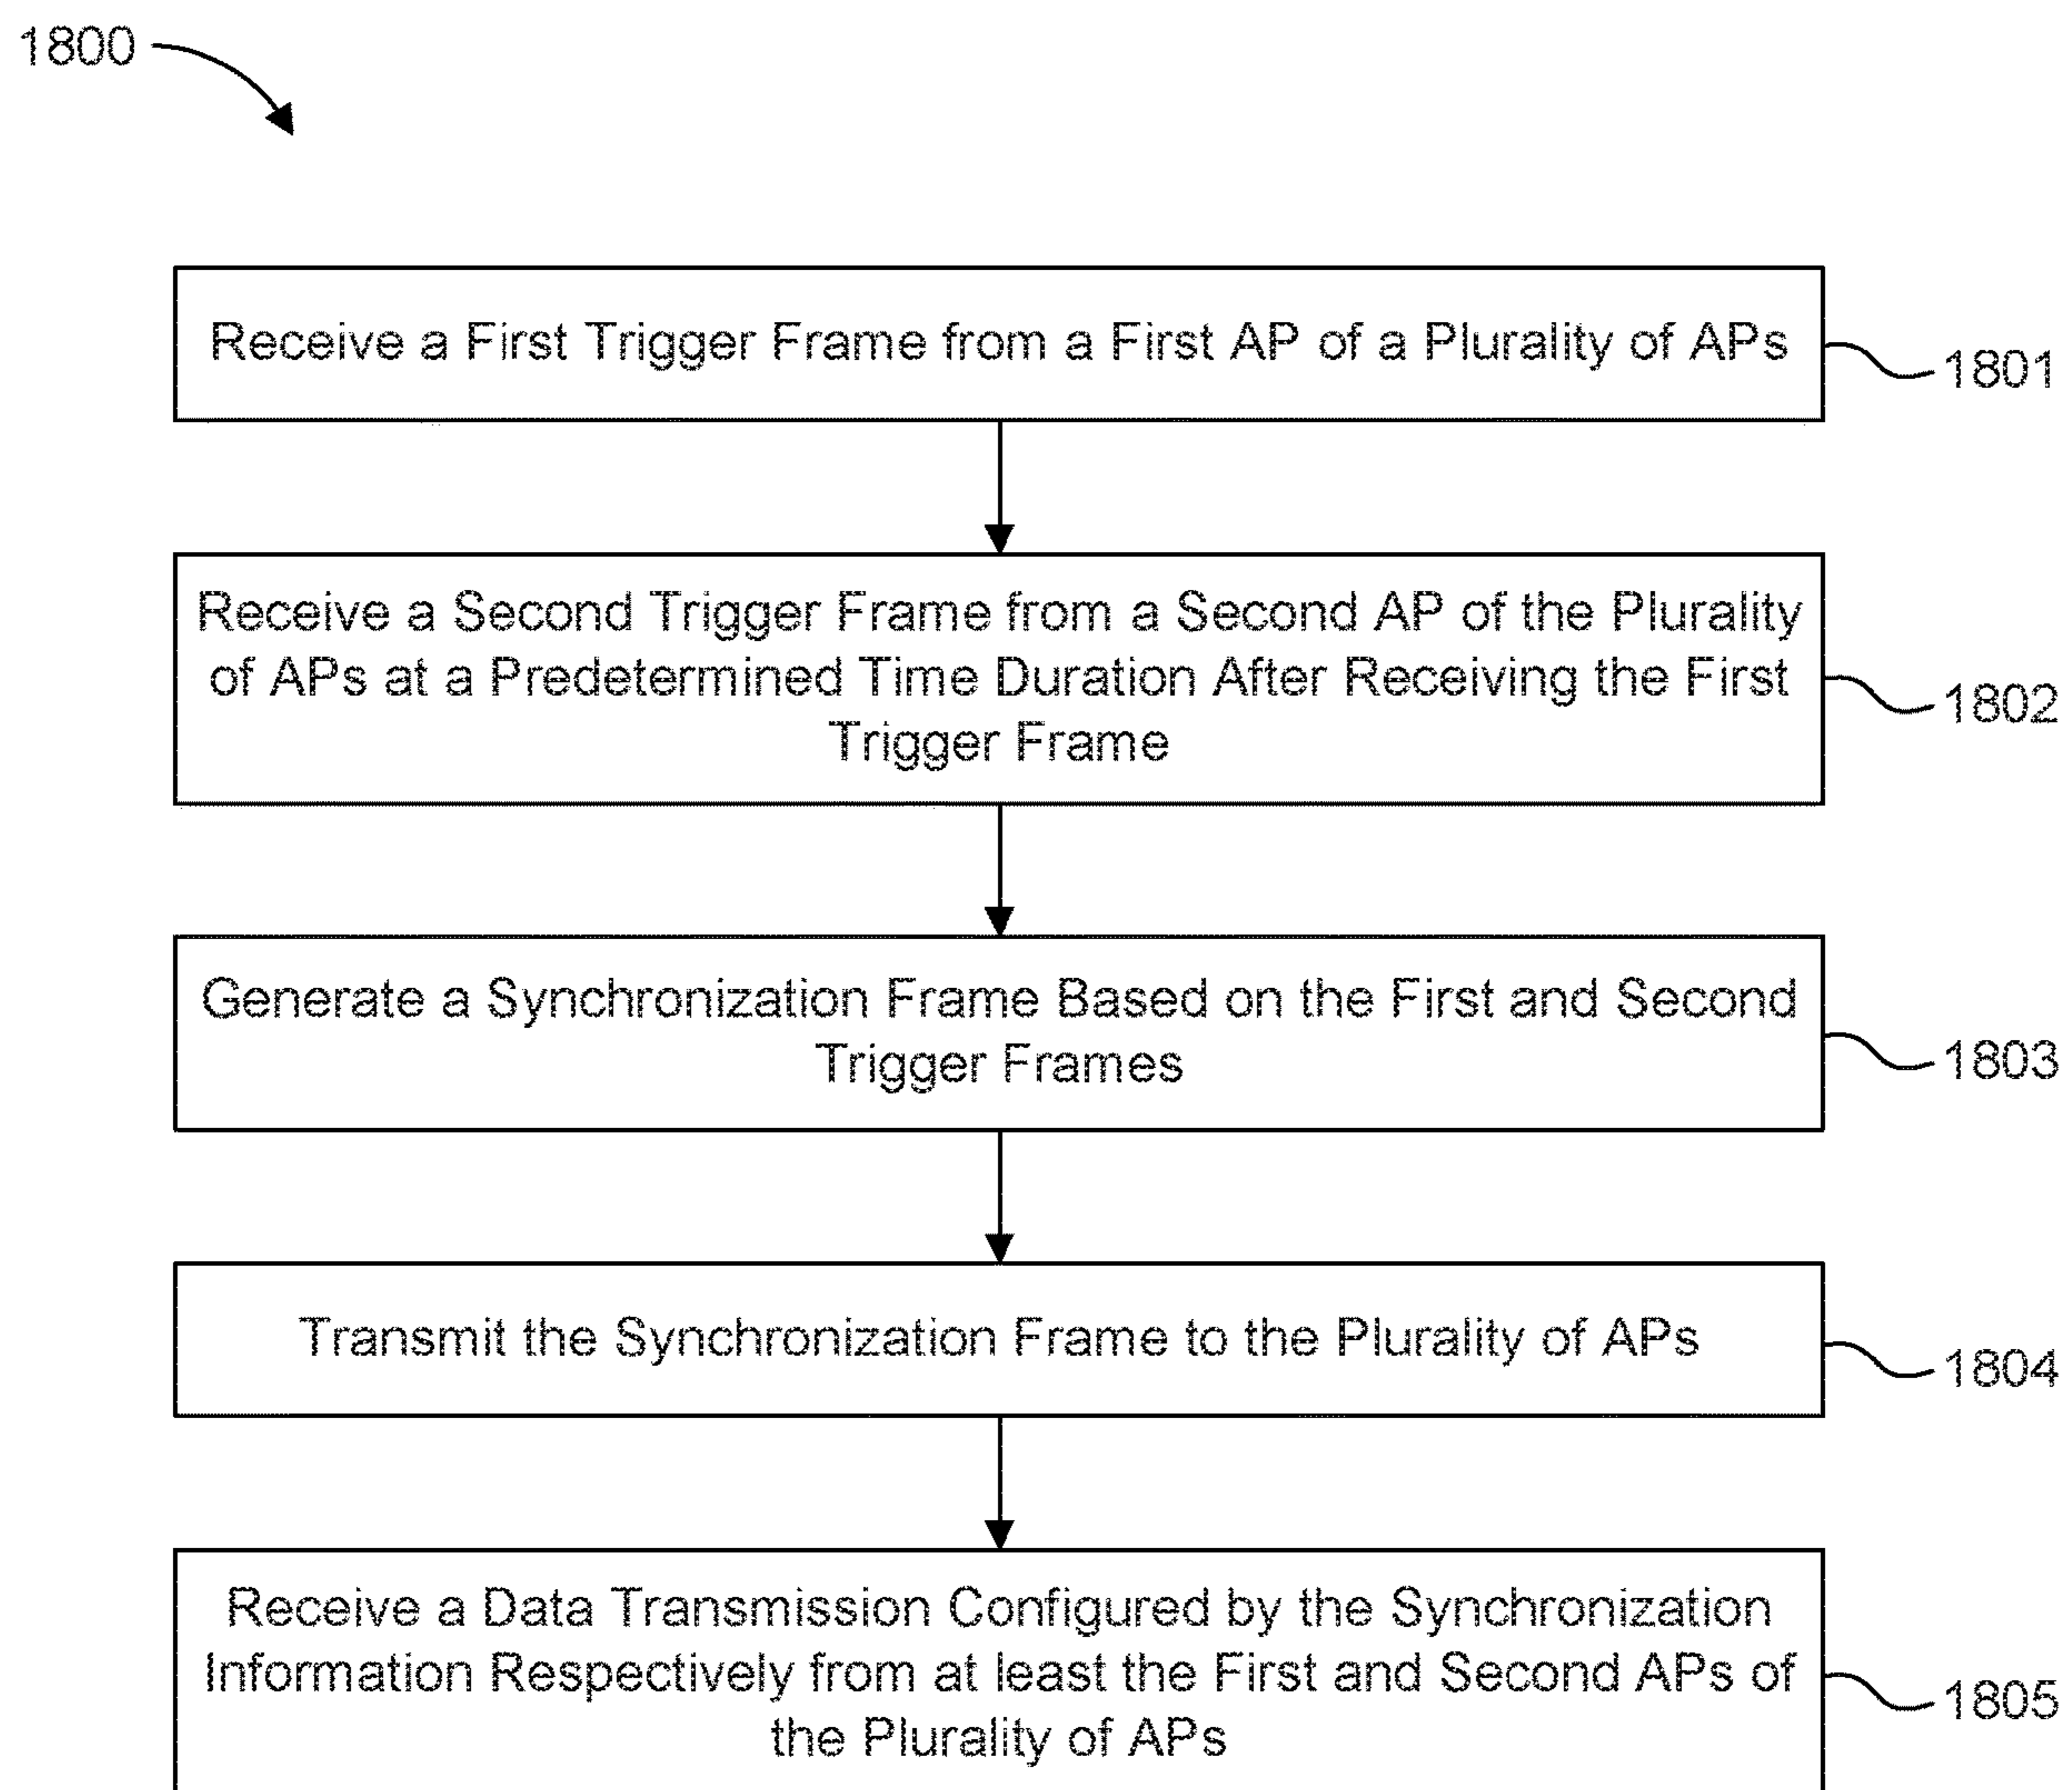 1800
Receive a First Trigger Frame from a First AP of a Plurality of APs
1801
Receive a Second Trigger Frame from a Second AP of the Plurality
of APs at a Predetermined Time Duration After Receiving the First
Trigger Frame
1802
Generate a Synchronization Frame Based on the First and Second
Trigger Frames
1803
Transmit the Synchronization Frame to the Plurality of APs
1804
Receive a Data Transmission Configured by the Synchronization
Information Respectively from at least the First and Second APs of
the Plurality of APs
1805